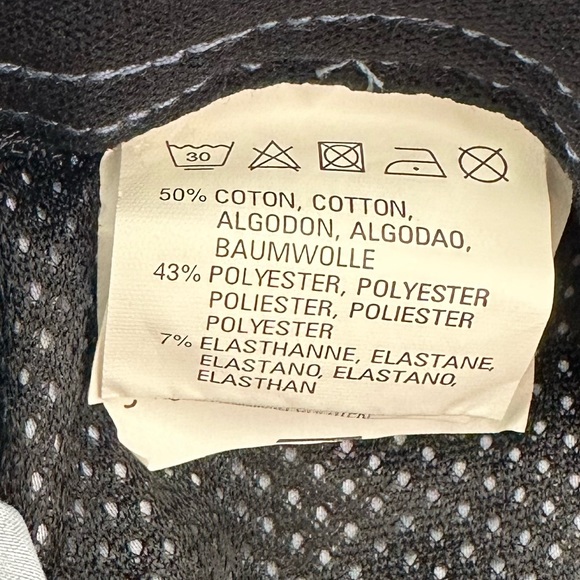 30
50% COTON, COTTON,
ALGODON, ALGODAO,
BAUMWOLLE
43% POLYESTER, POLYESTER
POLIESTER, POLIESTER
POLYESTER
7% ELASTHANNE, ELASTANE,
ELASTANO, ELASTANO,
ELASTHAN